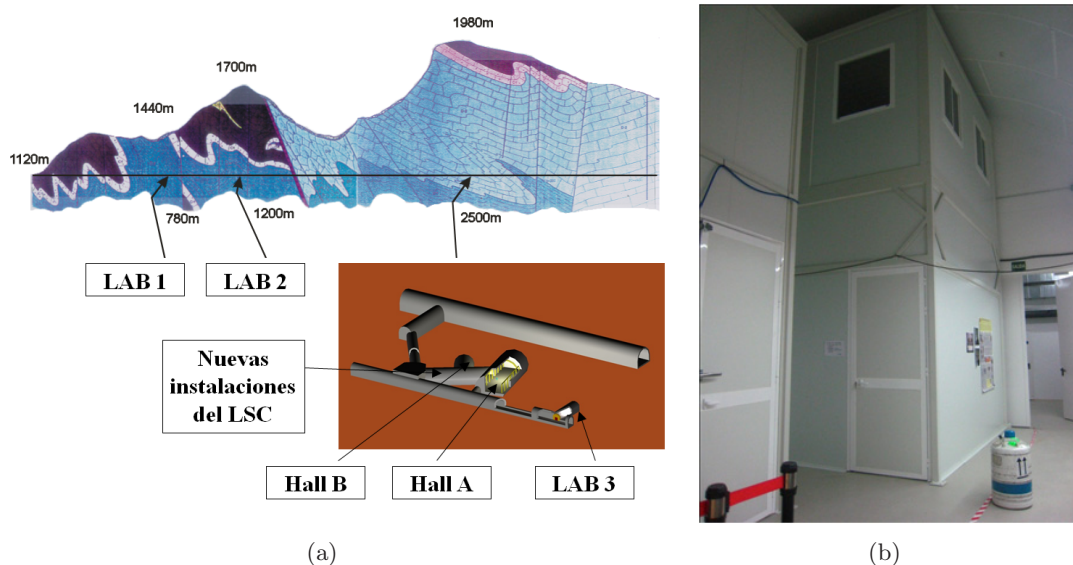 1980m
1700m
1440m
1120m
780m
1200m
2500m
LAB 1
LAB 2
Nuevas
instalaciones
del LSC
Hall B
Hall A
LAB 3
(a)
(b)